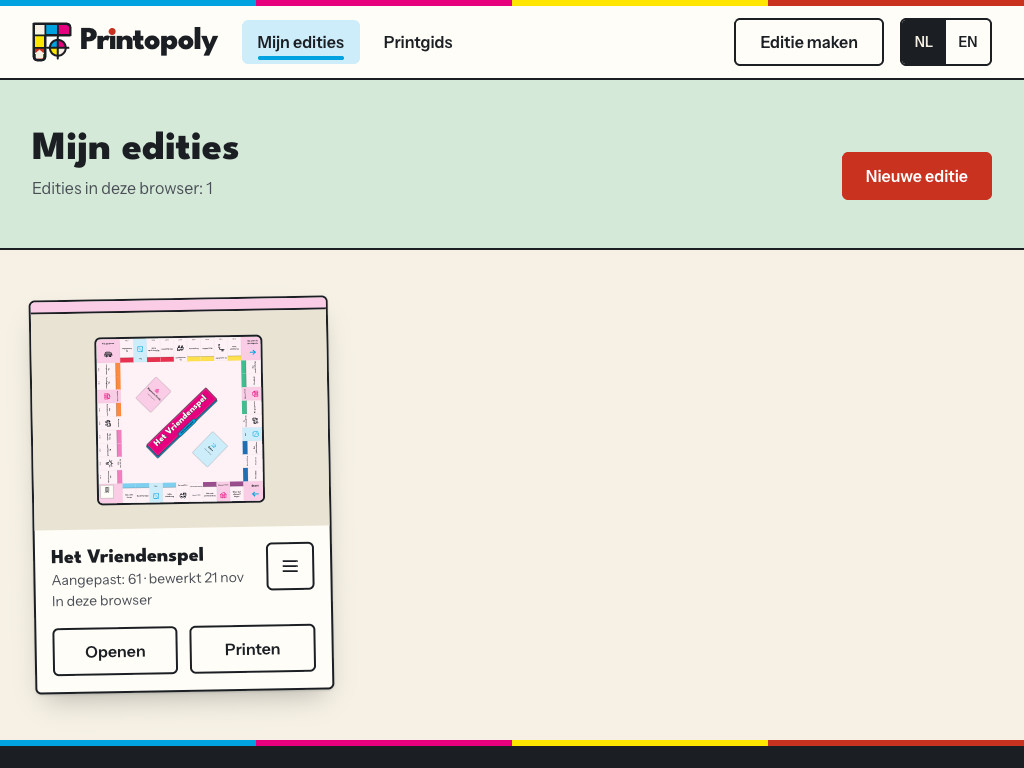 Printopoly
Mijn edities
Printgids
Editie maken
NL
EN
Mijn edities
Edities in deze browser: 1
Nieuwe editie
Het Vriendenspel
Het Vriendenspel
Aangepast: 61 · bewerkt 21 nov
In deze browser
Openen
Printen